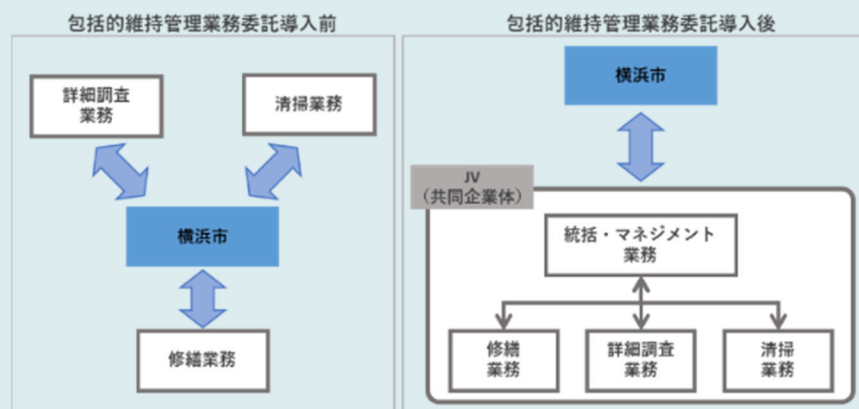 包括的維持管理業務委託導入前
詳細調査
業務
清掃業務
横浜市
修繕業務
包括的維持管理業務委託導入後
横浜市
JV
（共同企業体）
統括・マネジメント
業務
修繕
業務
詳細調査
業務
清掃
業務